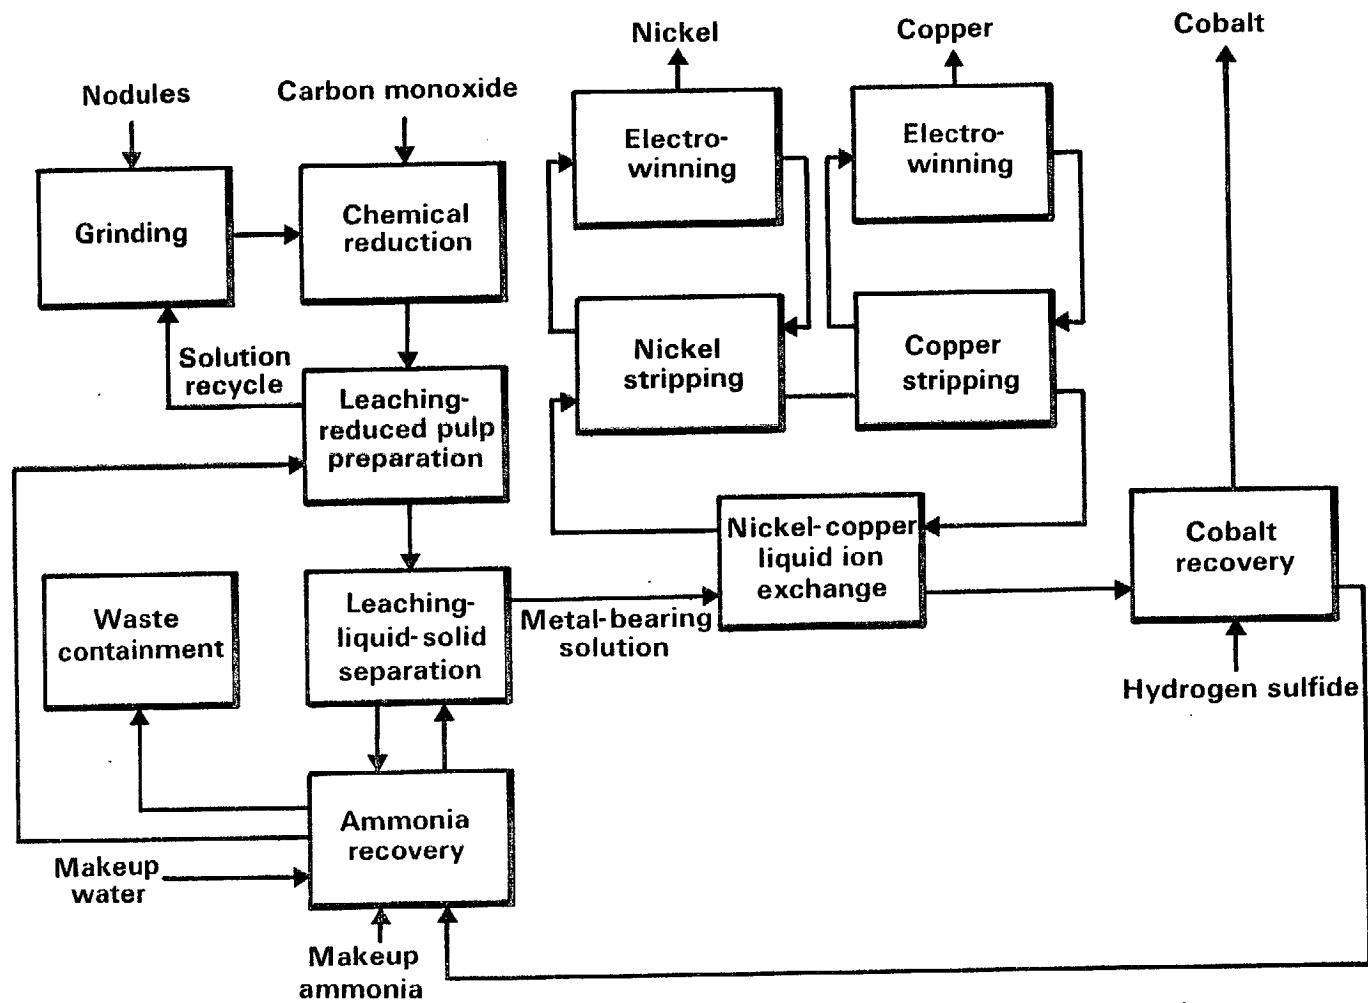 Nickel
Copper
Cobalt
Nodules
Carbon monoxide
Electro-
winning
Electro-
winning
Grinding
Chemical
reduction
Solution
recycle
Leaching-
reduced pulp
preparation
Nickel
stripping
Copper
stripping
Nickel-copper
liquid ion
exchange
Cobalt
recovery
Waste
containment
Leaching-
liquid-solid
separation
Metal-bearing
solution
Hydrogen sulfide
Ammonia
recovery
Makeup
water
Makeup
ammonia